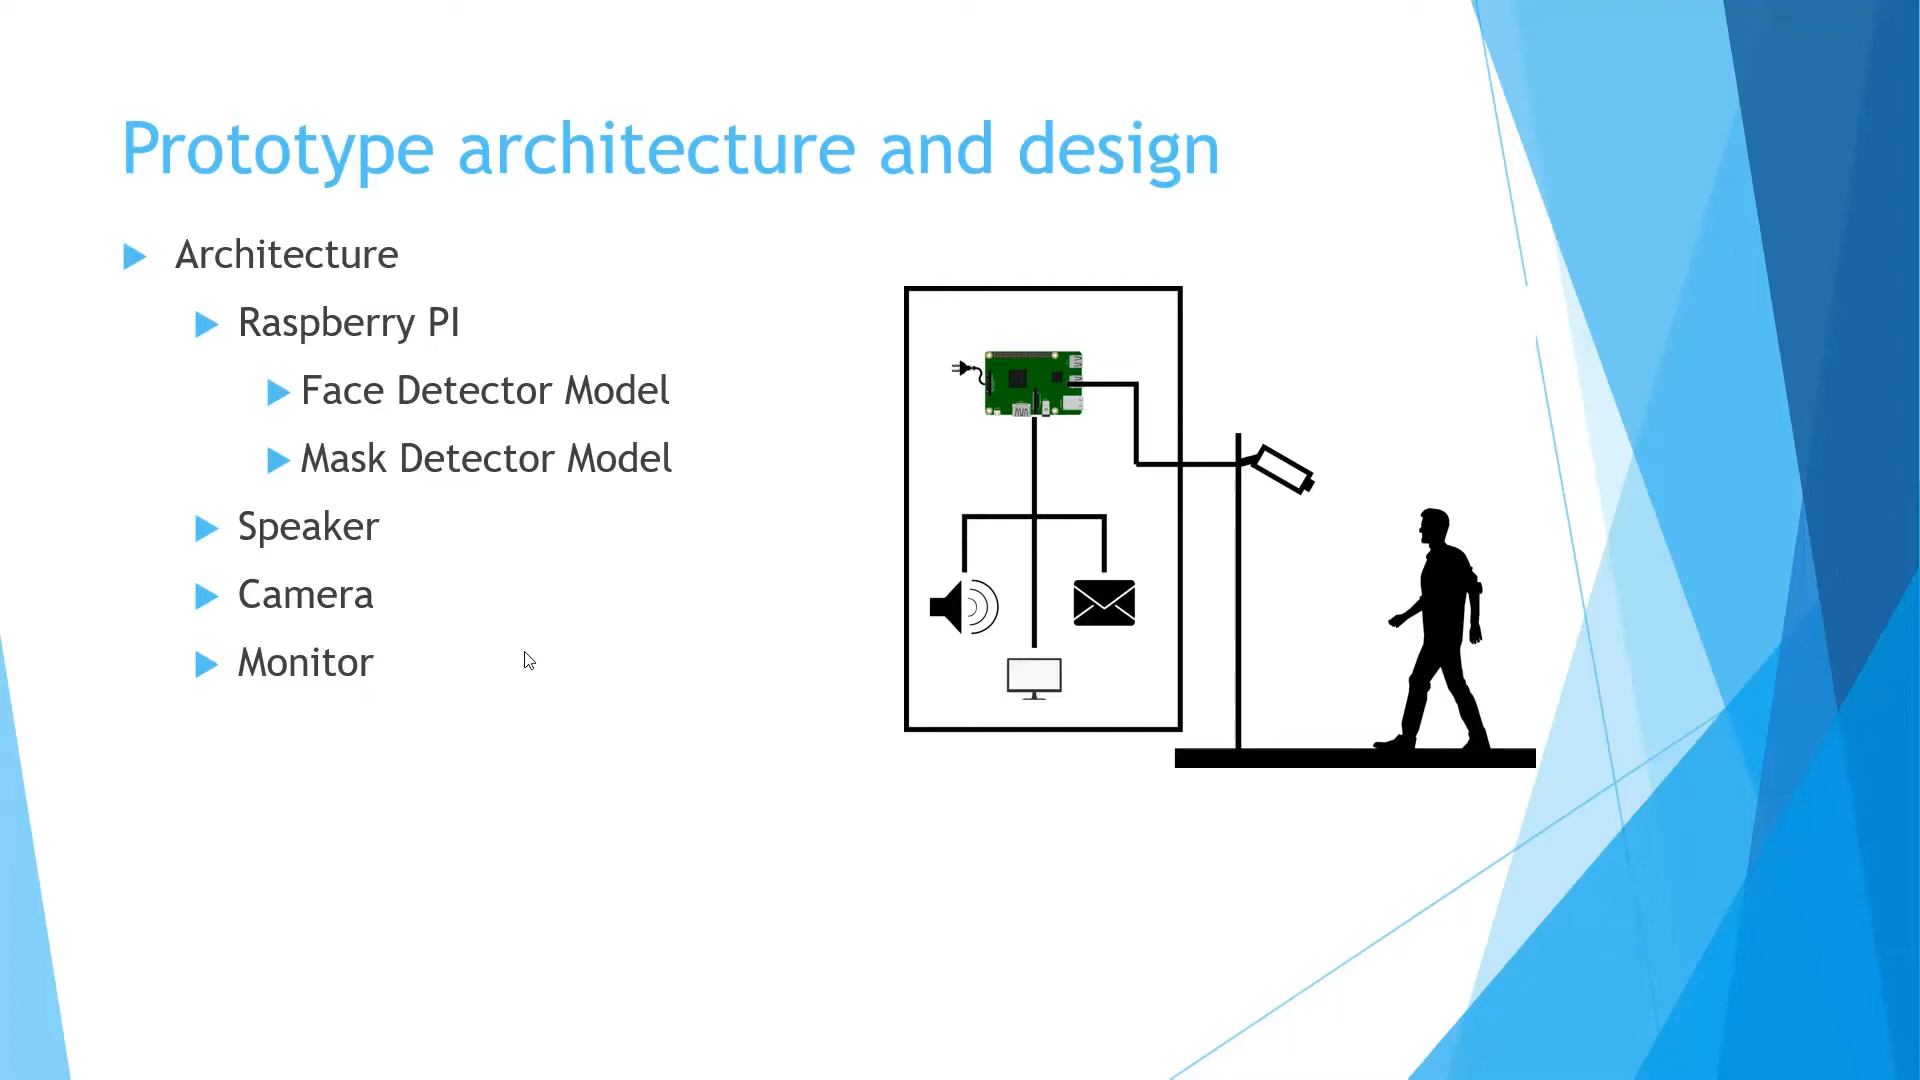 Prototype architecture and design
Architecture
Raspberry PI
Face Detector Model
Mask Detector Model
Speaker
Camera
Monitor